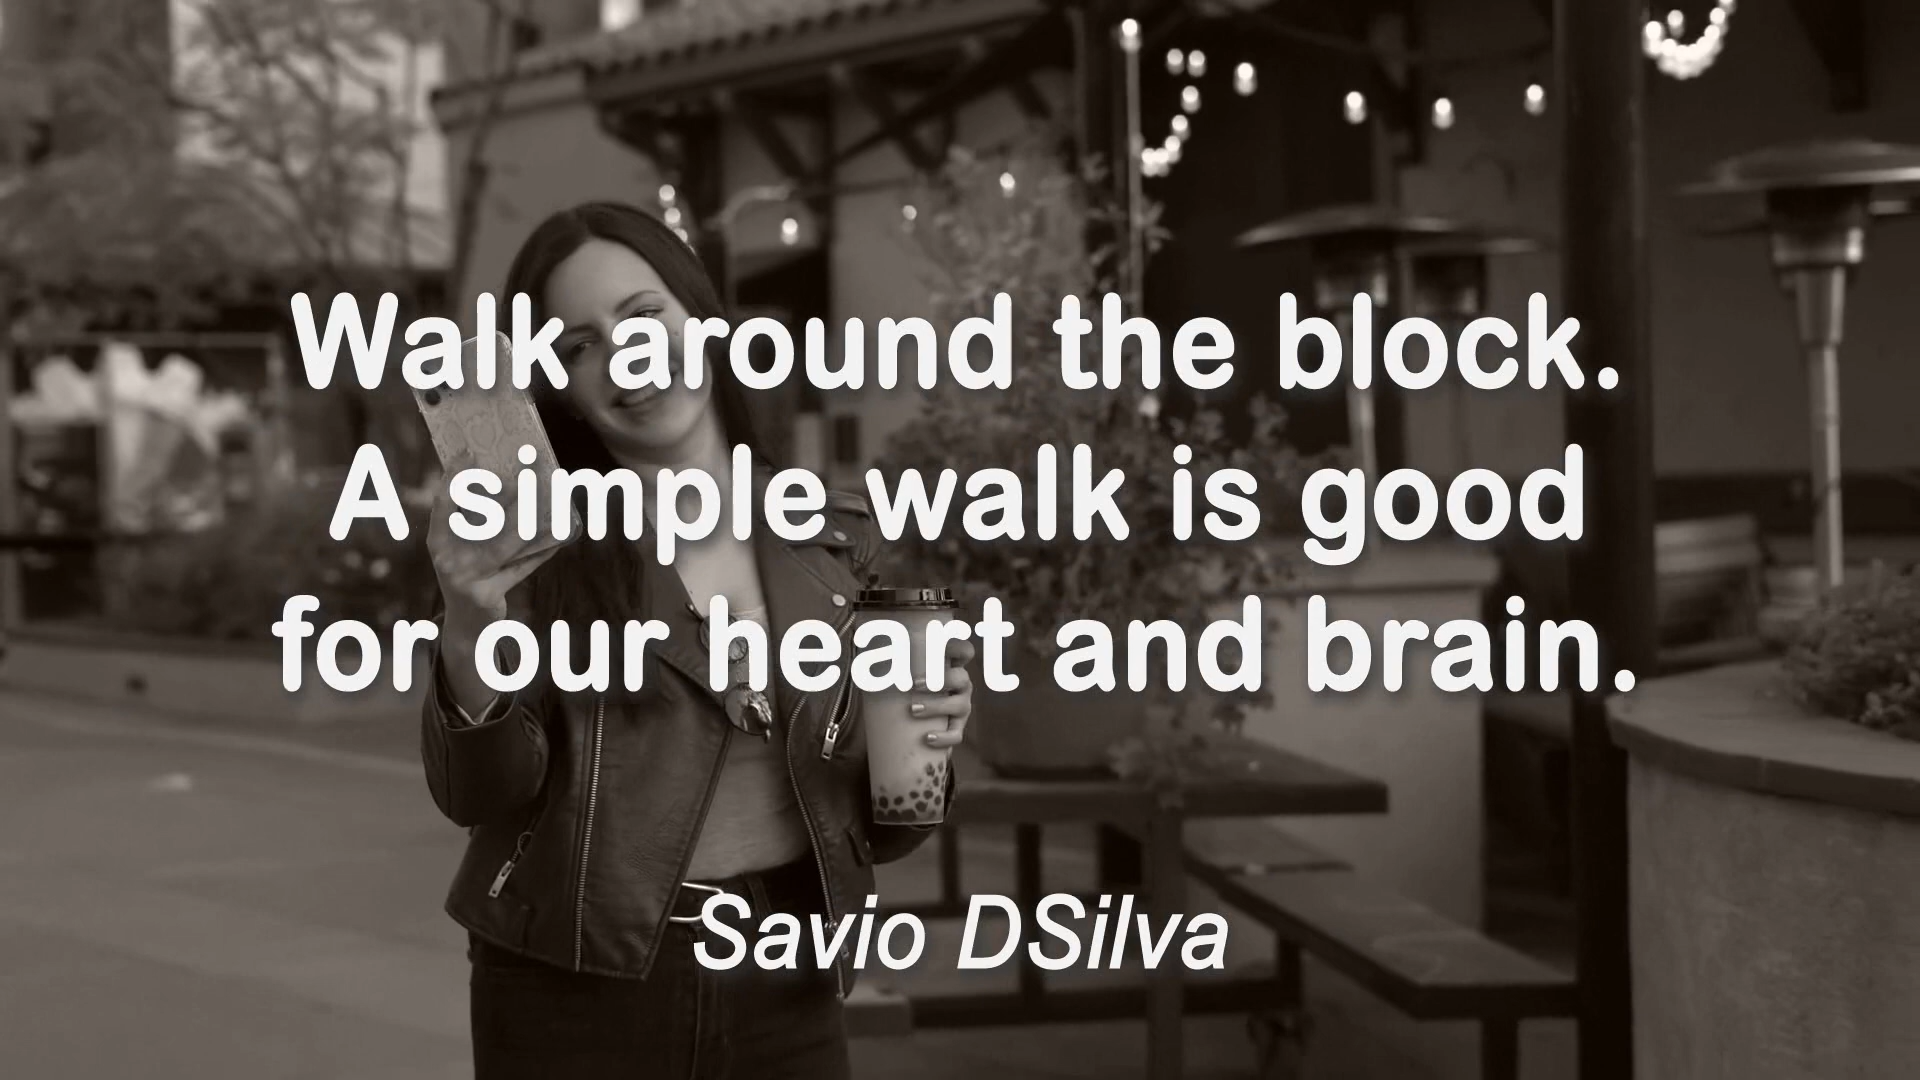 Walk around the block.
A simple walk is good
for our heart and brain.
Savio DSilva